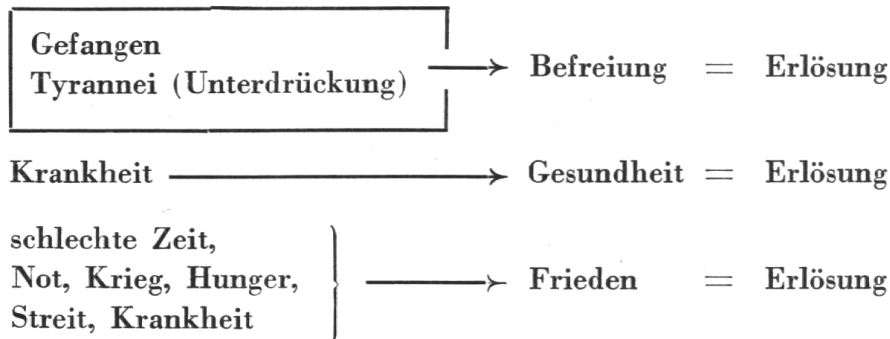 Gefangen
Tyrannei (Unterdrückung) → Befreiung = Erlösung
Krankheit → Gesundheit = Erlösung
schlechte Zeit,
Not, Krieg, Hunger, → Frieden = Erlösung
Streit, Krankheit